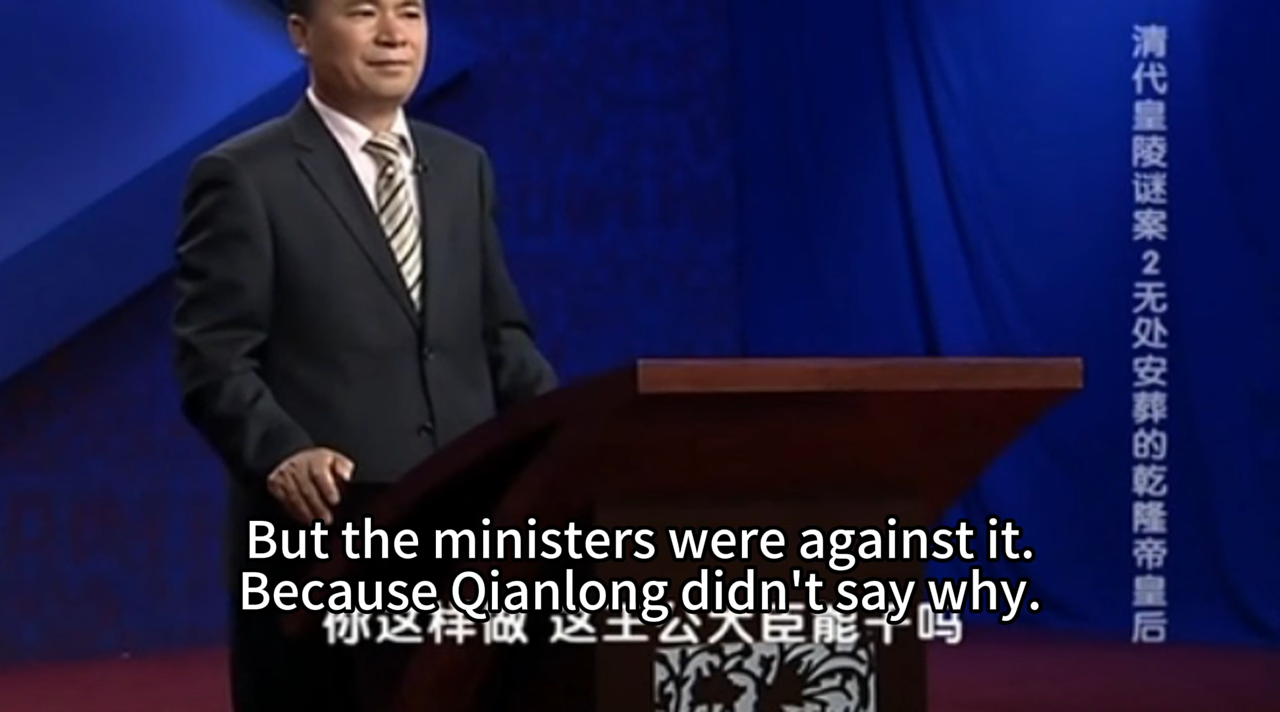 清代皇陵谜案2无处安葬的乾隆帝皇后
But the ministers were against it.
Because Qianlong didn't say why.
你这样做 这王公大臣能干吗